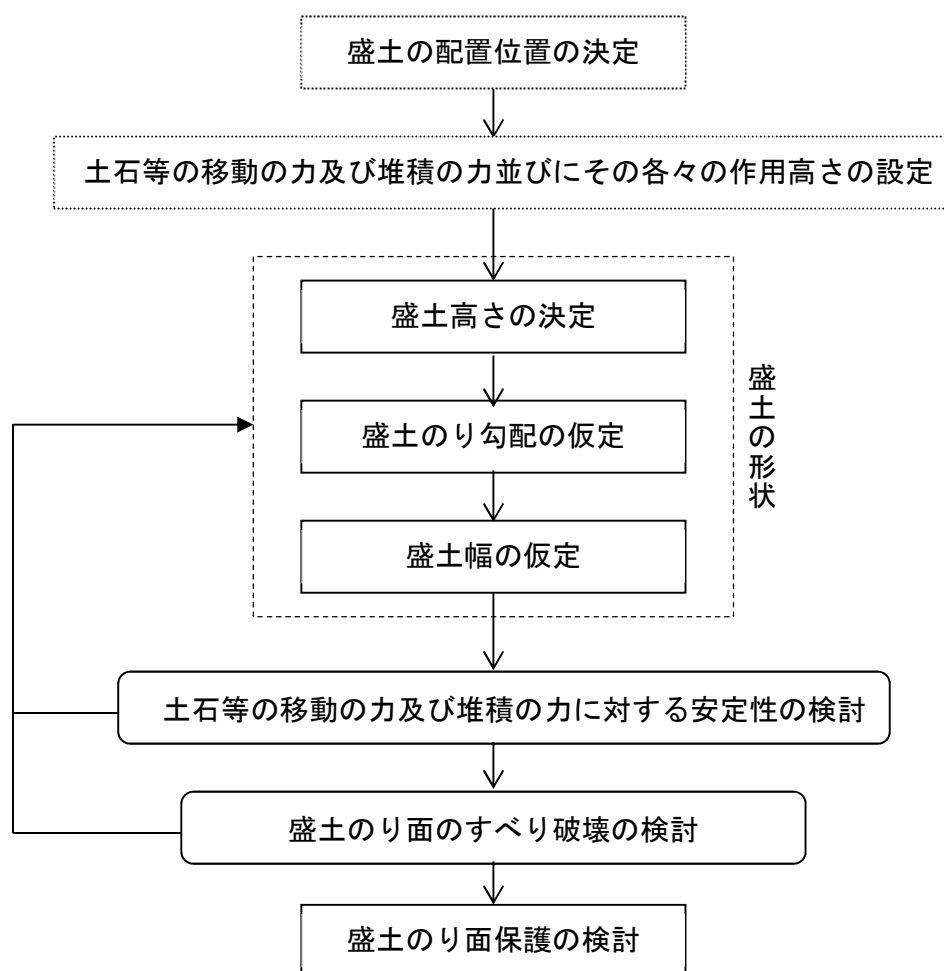 盛土の配置位置の決定
土石等の移動の力及び堆積の力並びにその各々の作用高さの設定
盛土高さの決定
盛土のり勾配の仮定
盛土幅の仮定
盛土の形状
土石等の移動の力及び堆積の力に対する安定性の検討
盛土のり面のすべり破壊の検討
盛土のり面保護の検討